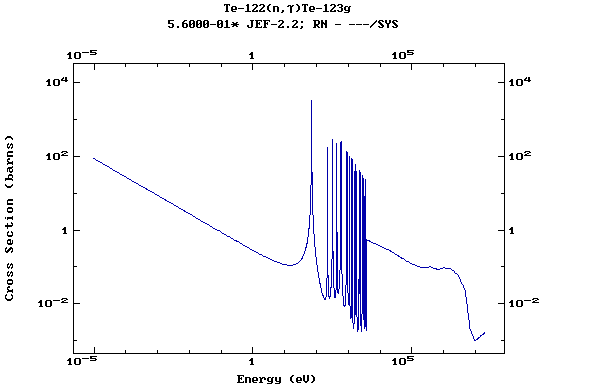 Te-122(n,γ)Te-123g
5.6000-01* JEF-2.2; RN - ---/SYS
10-5 1 105
104 104
102 102
1 1
10-2 10-2
10-5 1 105
Cross Section (barns)
Energy (eV)